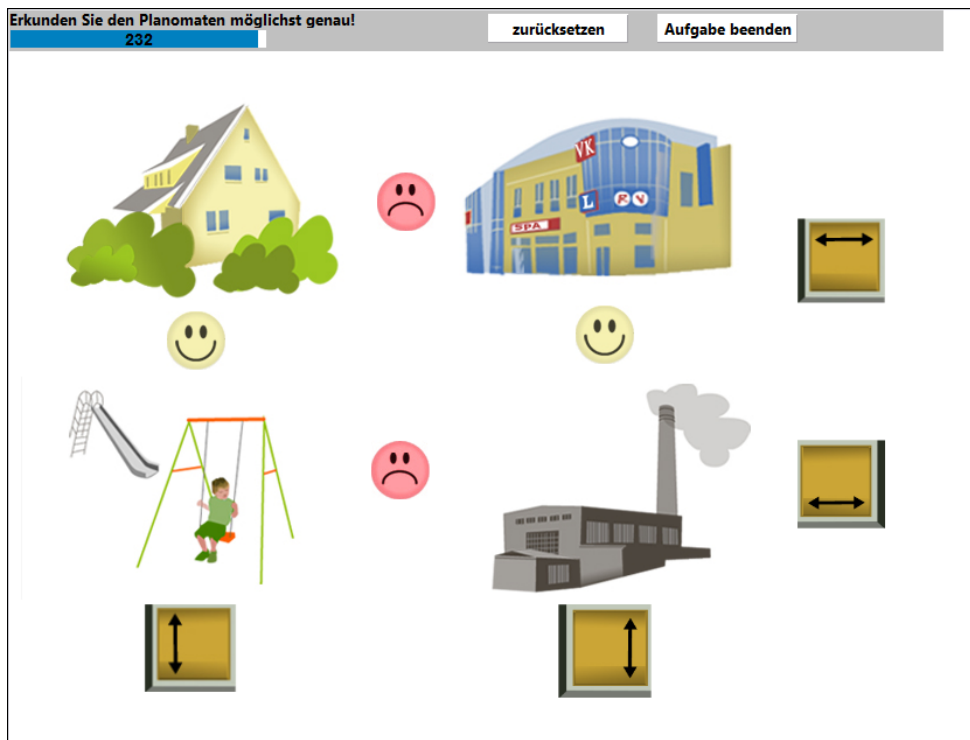 Erkunden Sie den Planomaten möglichst genau!
232
zurücksetzen
Aufgabe beenden
VK
L
R V
SPA